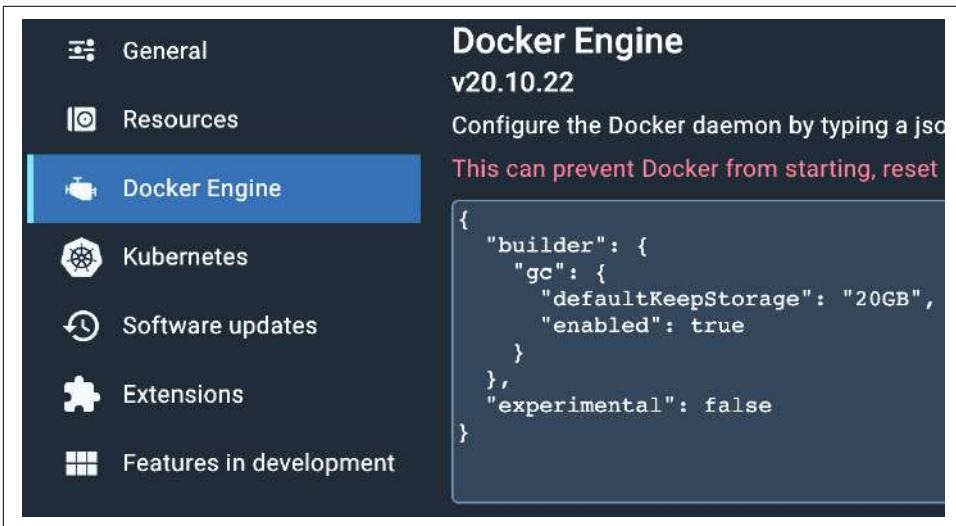 General
Resources
Docker Engine
Kubernetes
Software updates
Extensions
Features in development
Docker Engine
v20.10.22
Configure the Docker daemon by typing a jso
This can prevent Docker from starting, reset
{
"builder": {
"gc": {
"defaultKeepStorage": "20GB",
"enabled": true
}
},
"experimental": false
}